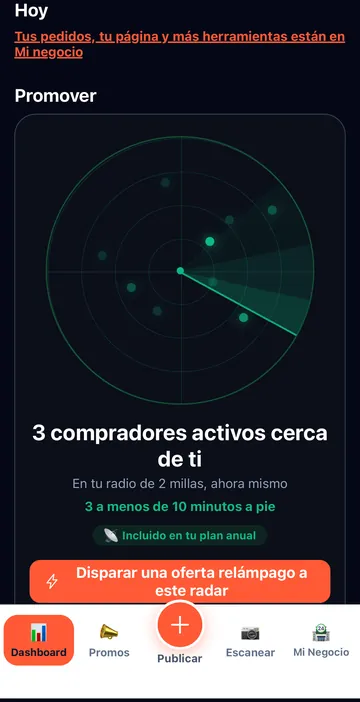 Hoy
Tus pedidos, tu página y más herramientas están en
Mi negocio
Promover
3 compradores activos cerca
de ti
En tu radio de 2 millas, ahora mismo
3 a menos de 10 minutos a pie
Incluido en tu plan anual
Disparar una oferta relámpago a
este radar
Dashboard
Promos
Publicar
Escanear
Mi Negocio